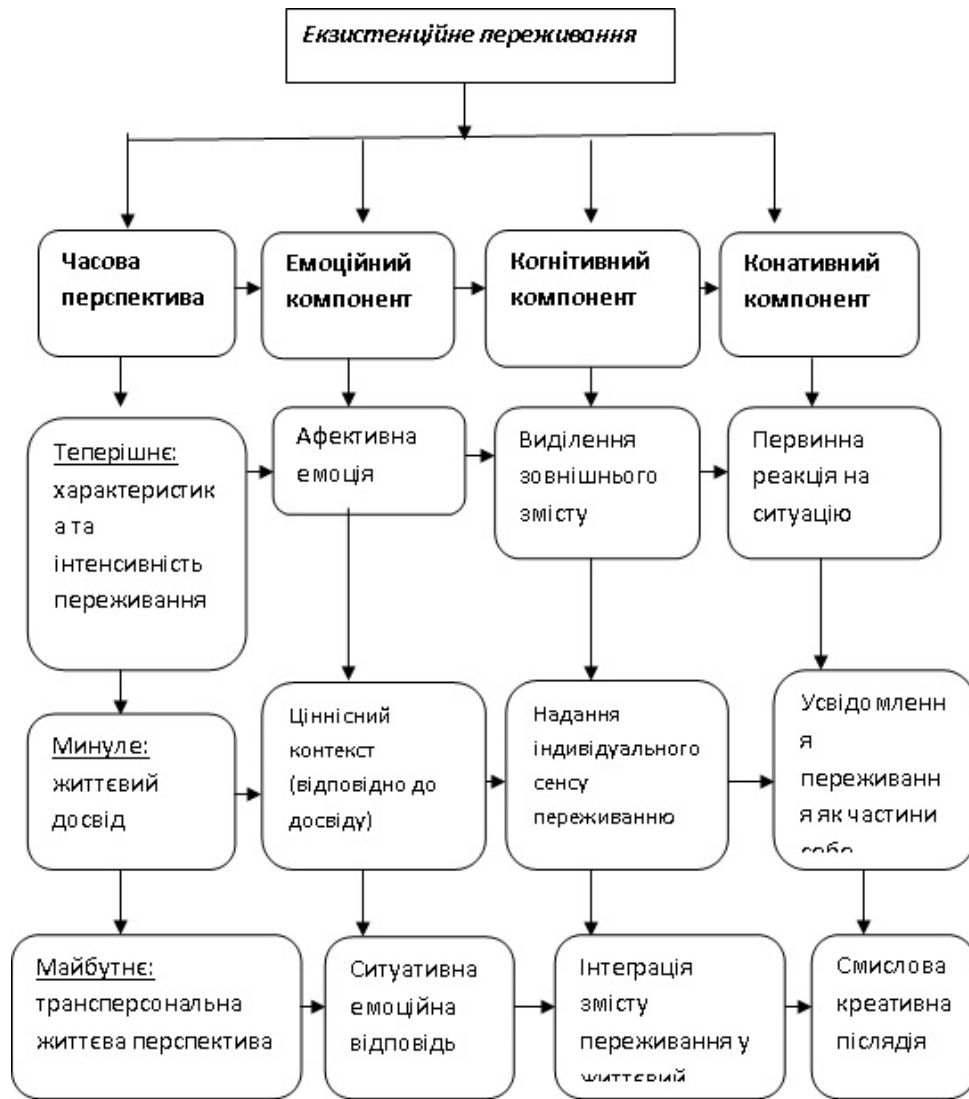 Екзистенційне переживання
Часова
перспектива
Емоційний
компонент
Когнітивний
компонент
Конативний
компонент
Теперішнє:
характеристик
а та
інтенсивність
переживання
Афективна
емоція
Виділення
зовнішнього
змісту
Первинна
реакція на
ситуацію
Минуле:
життєвий
досвід
Ціннісний
контекст
(відповідно до
досвіду)
Надання
індивідуального
сенсу
переживанню
Усвідомленн
я
переживанн
я як частини
себе
Майбутнє:
трансперсональна
життєва перспектива
Ситуативна
емоційна
відповідь
Інтеграція
змісту
переживання у
життєвий
Смислова
креативна
післядія